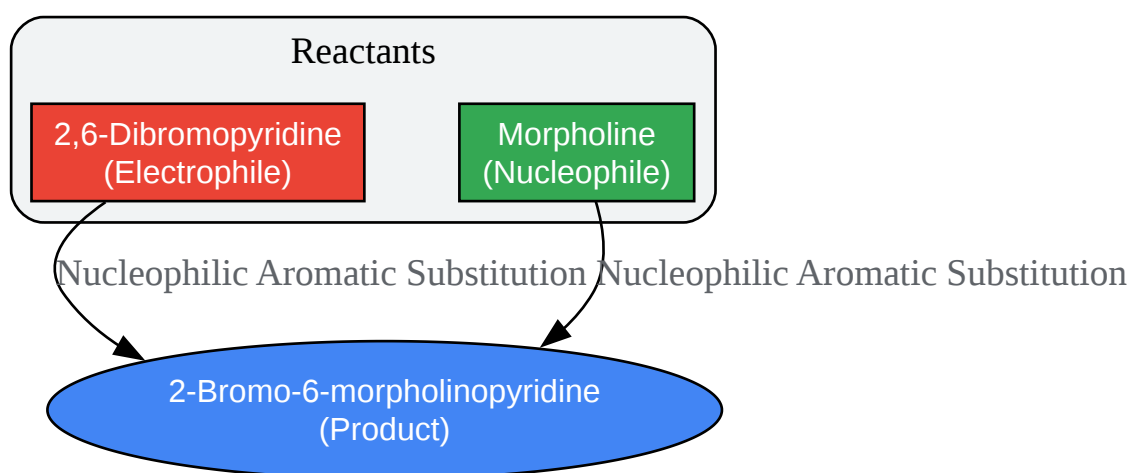 Reactants
2,6-Dibromopyridine
(Electrophile)
Morpholine
(Nucleophile)
Nucleophilic Aromatic Substitution
Nucleophilic Aromatic Substitution
2-Bromo-6-morpholinopyridine
(Product)